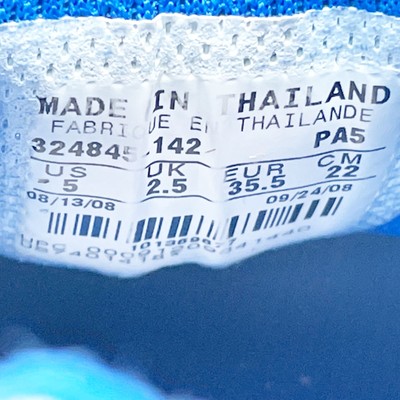 MADE IN THAILAND
FABRIQUE EN THAILANDE
324845 142 PA5
US UK EUR CM
5 2.5 35.5 22
08/13/08 09/24/08